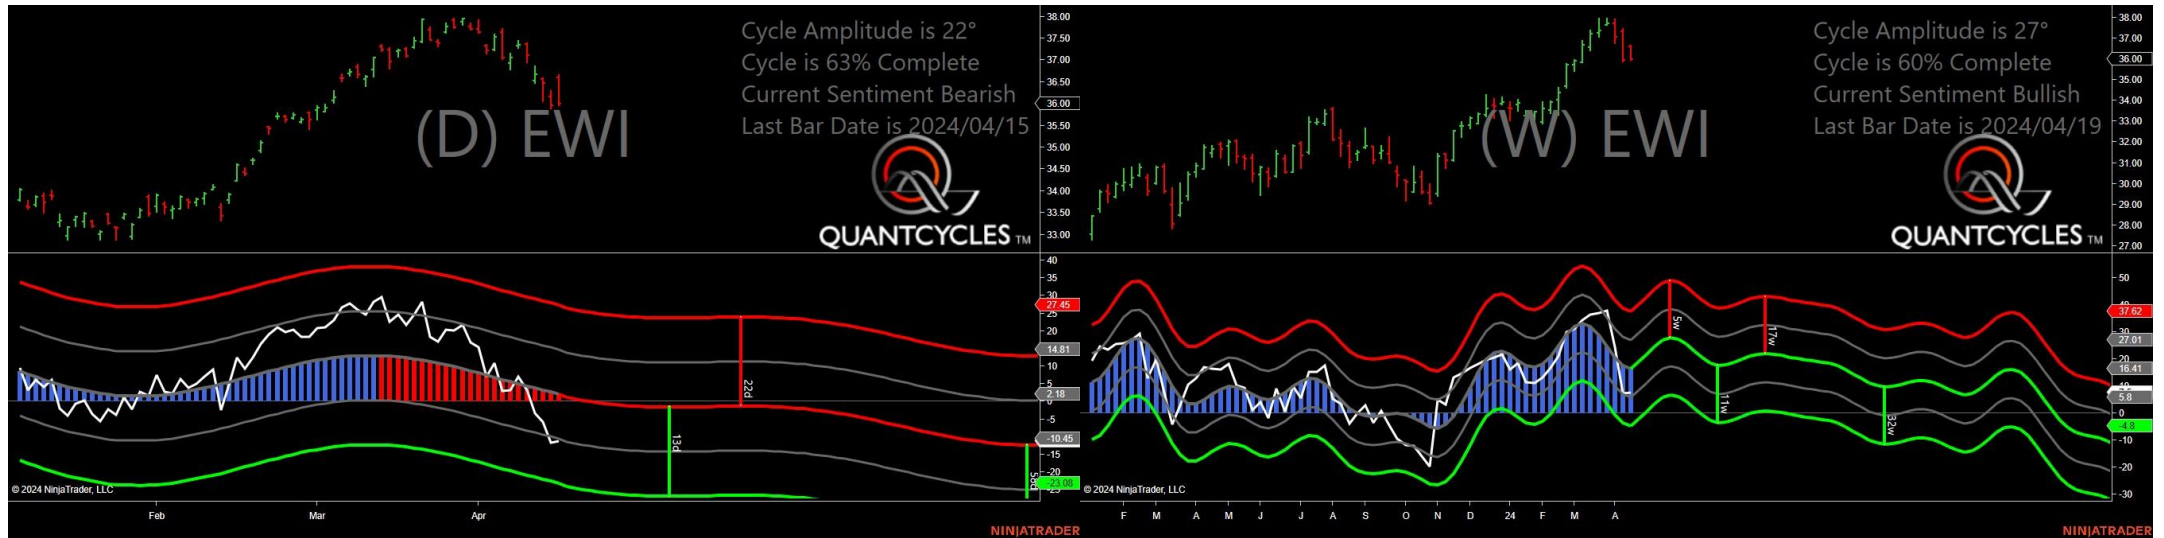 Cycle Amplitude is 22°
Cycle is 63% Complete
Current Sentiment Bearish
Last Bar Date is 2024/04/15
(D) EWI
QUANTCYCLES TM
38.00
37.50
37.00
36.50
36.00
35.50
35.00
34.50
34.00
33.50
33.00
40
35
30
27.45
25
20
14.81
10
5
2.18
-5
-10.45
-15
-20
-23.08
22d
13d
© 2024 NinjaTrader, LLC
Feb
Mar
Apr
NINJATRADER
Cycle Amplitude is 27°
Cycle is 60% Complete
Current Sentiment Bullish
Last Bar Date is 2024/04/19
(W) EWI
QUANTCYCLES TM
38.00
37.00
36.00
35.00
34.00
33.00
32.00
31.00
30.00
29.00
28.00
27.00
50
37.62
30
27.01
20
16.41
5.8
0
-4.8
-10
-20
-30
5w
17w
11w
32w
© 2024 NinjaTrader, LLC
F M A M J J A S O N D 24 F M A
NINJATRADER